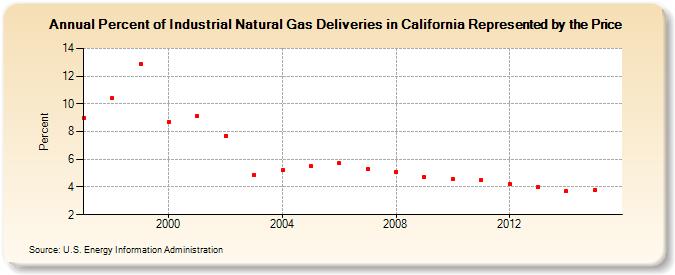 Annual Percent of Industrial Natural Gas Deliveries in California Represented by the Price
14
12
10
8
6
4
2
Percent
2000 2004 2008 2012
Source: U.S. Energy Information Administration